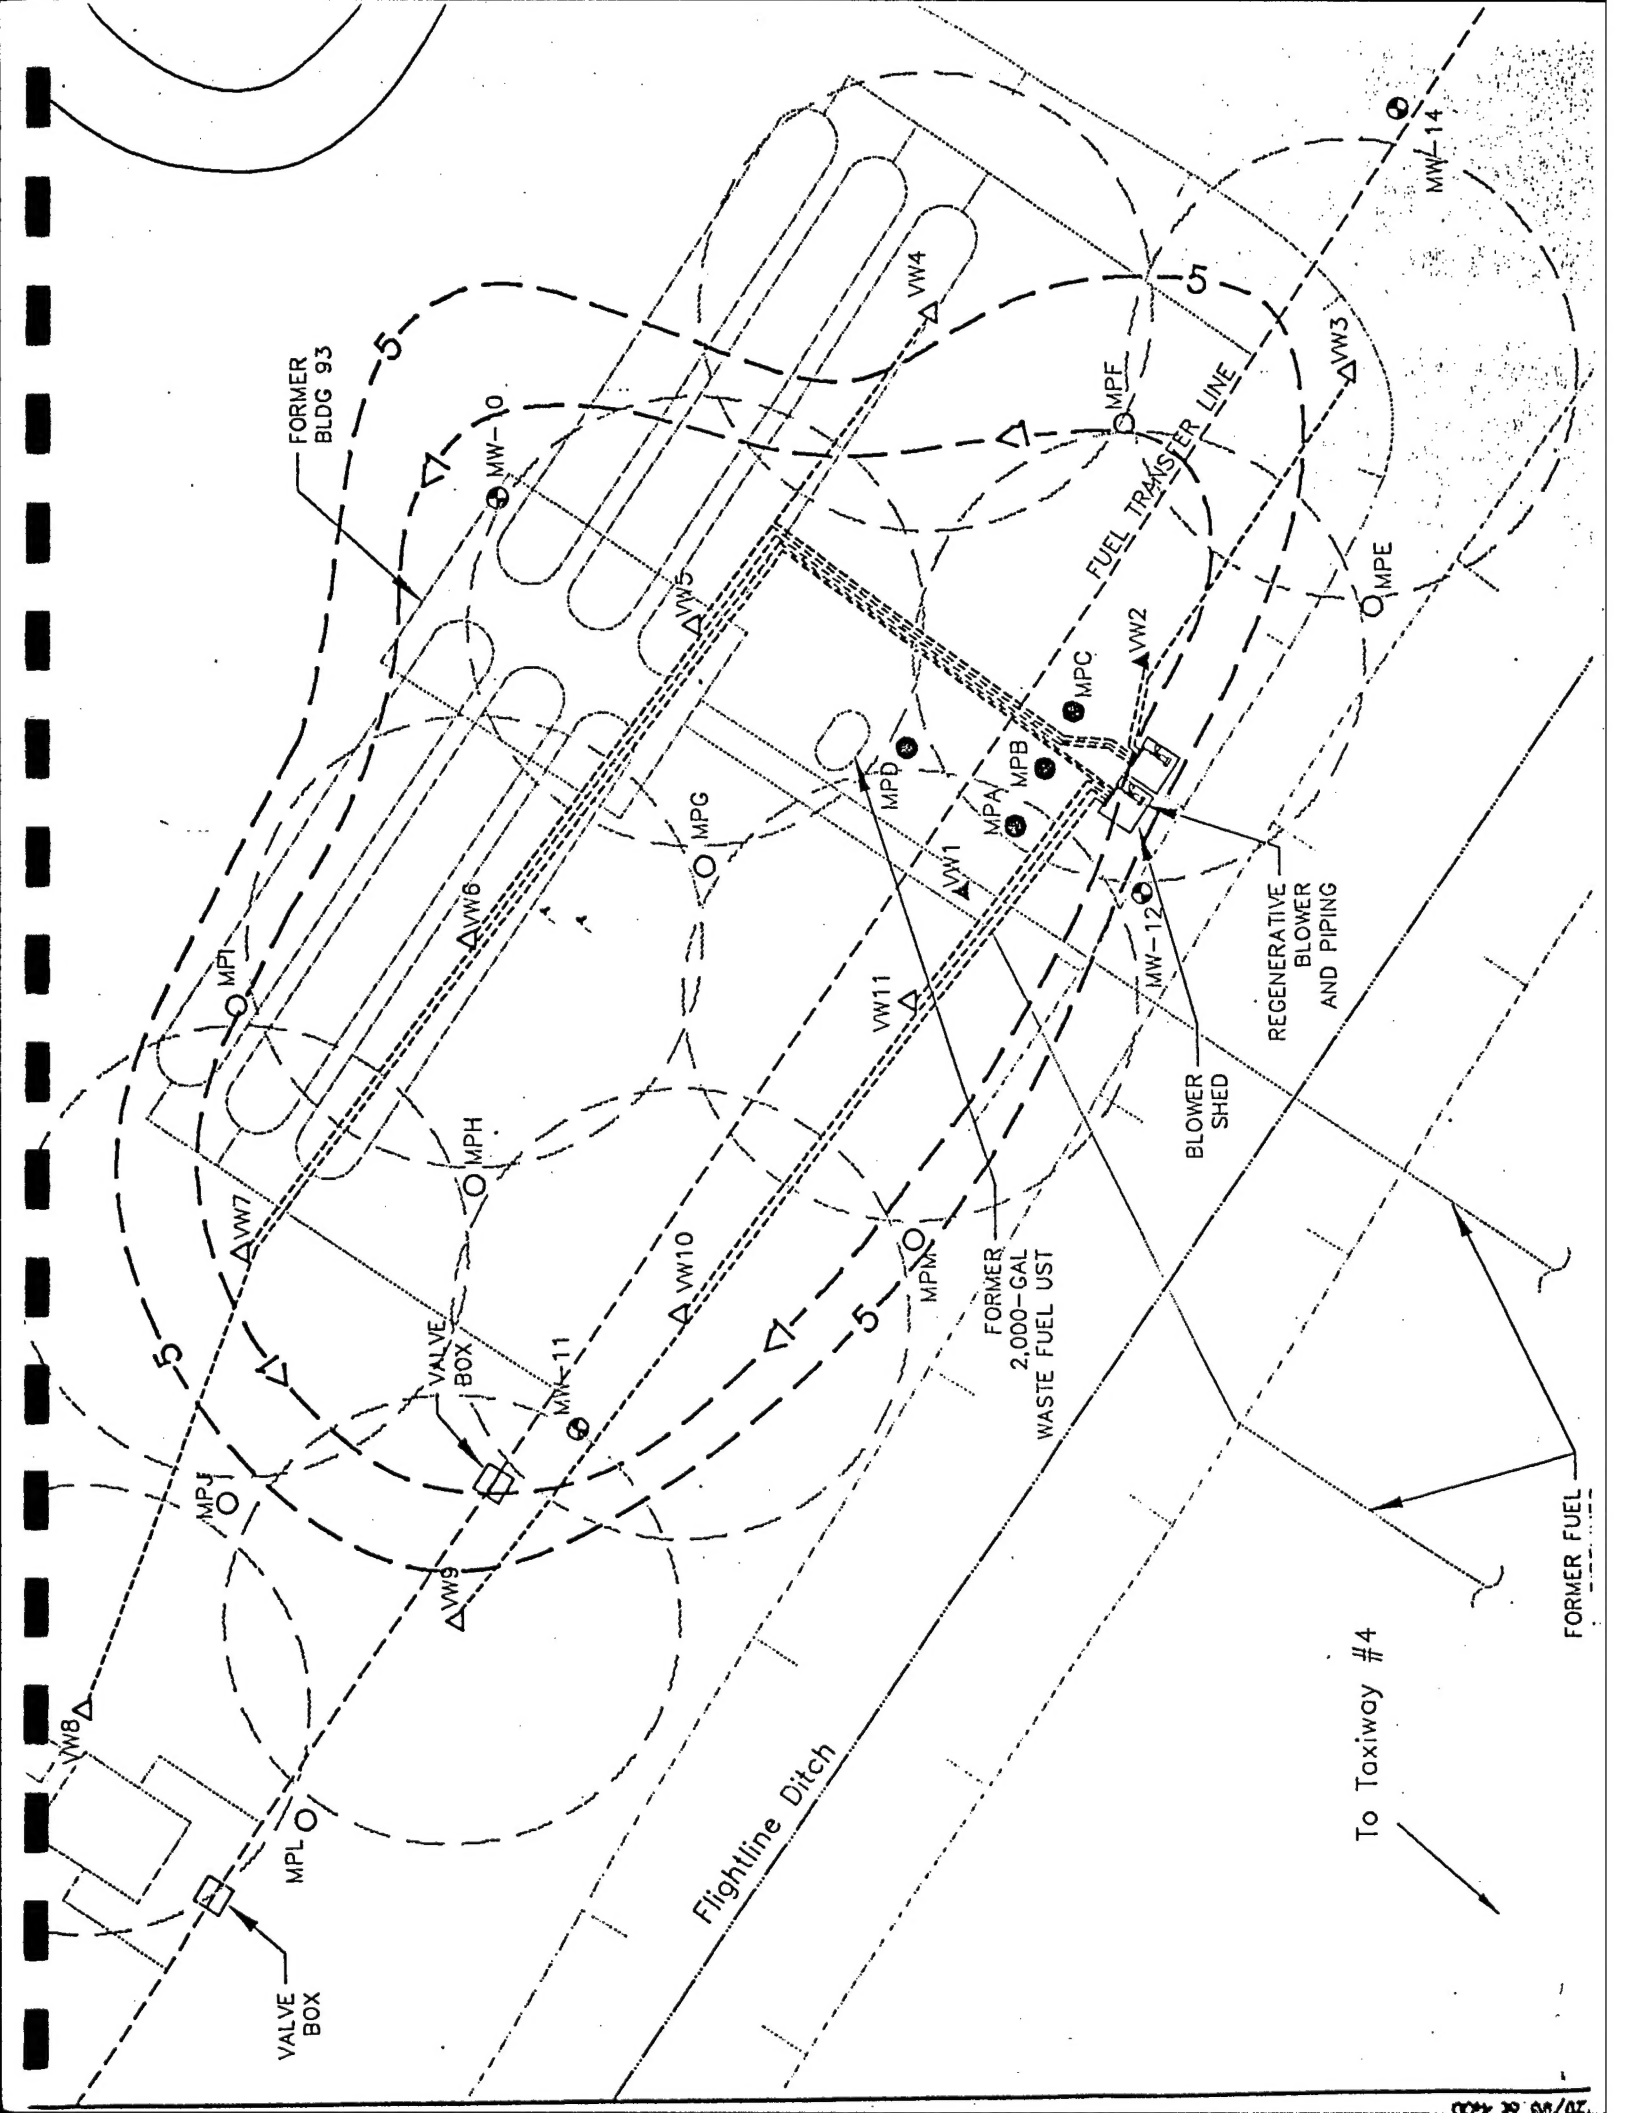 FORMER
BLDG 93
5
MW-10
VW4
5
MW-14
VW3
MPF
FUEL TRANSFER LINE
VW5
MPE
VW2
MPC
MPD
MPB
MPG
MPA
VW1
VW6
MPI
MW-12
VW11
REGENERATIVE
BLOWER
AND PIPING
BLOWER
SHED
MPH
VW7
VW10
MPM
FORMER
2,000-GAL
WASTE FUEL UST
5
5
VALVE
BOX
MW-11
MPJ
VW9
FORMER FUEL
VW8
MPL
Flightline Ditch
To Taxiway #4
VALVE
BOX